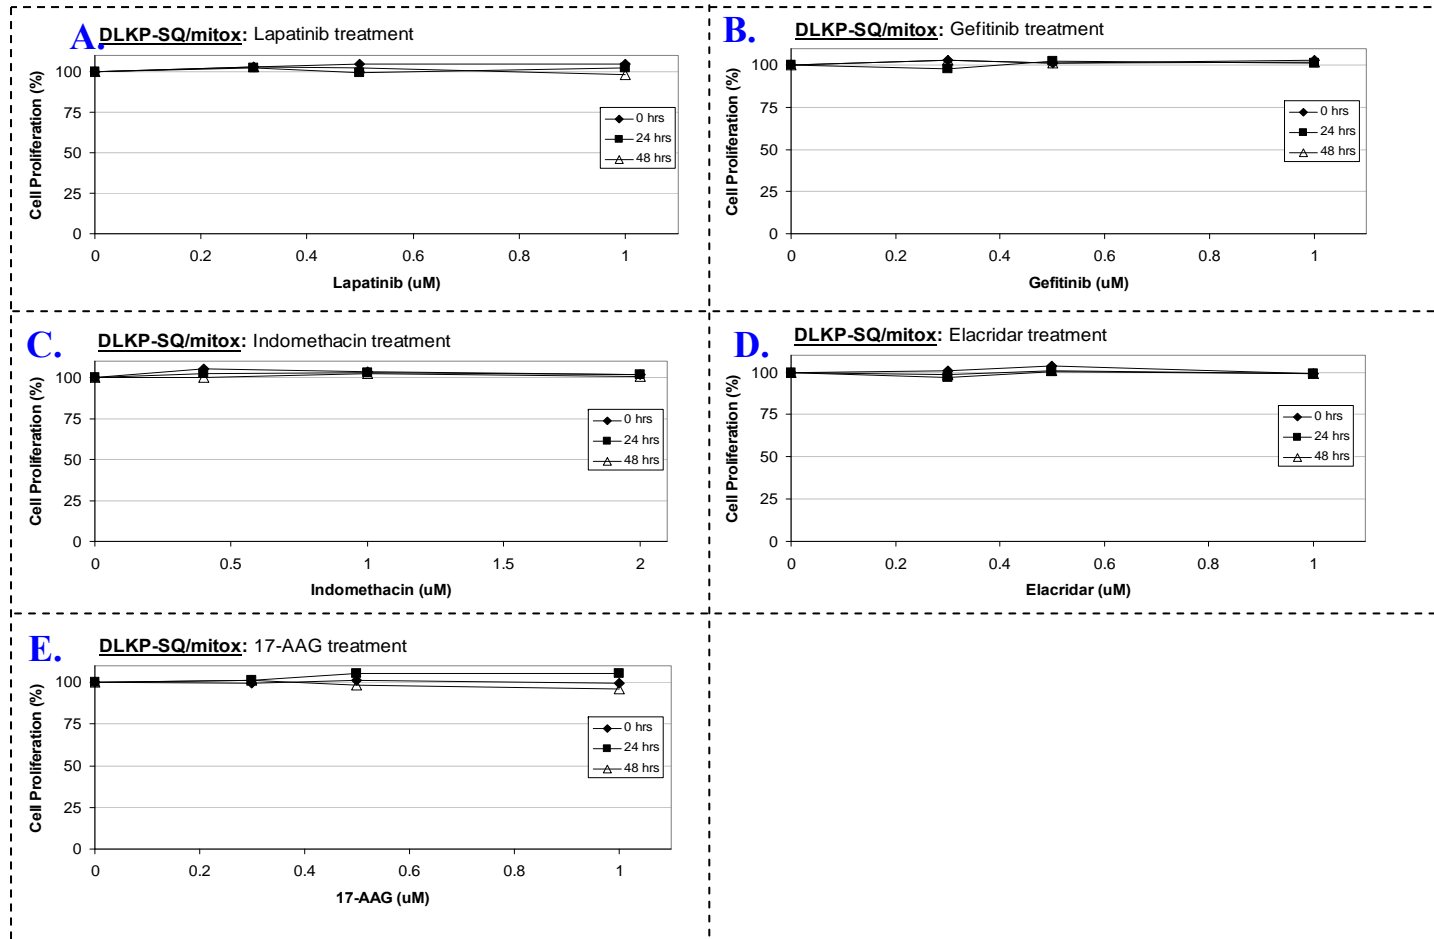 A.
DLKP-SQ/mitox: Lapatinib treatment
Cell Proliferation (%)
100
75
50
25
0
0 0.2 0.4 0.6 0.8 1
Lapatinib (uM)
0 hrs
24 hrs
48 hrs
B.
DLKP-SQ/mitox: Gefitinib treatment
Cell Proliferation (%)
100
75
50
25
0
0 0.2 0.4 0.6 0.8 1
Gefitinib (uM)
0 hrs
24 hrs
48 hrs
C.
DLKP-SQ/mitox: Indomethacin treatment
Cell Proliferation (%)
100
75
50
25
0
0 0.5 1 1.5 2
Indomethacin (uM)
0 hrs
24 hrs
48 hrs
D.
DLKP-SQ/mitox: Elacridar treatment
Cell Proliferation (%)
100
75
50
25
0
0 0.2 0.4 0.6 0.8 1
Elacridar (uM)
0 hrs
24 hrs
48 hrs
E.
DLKP-SQ/mitox: 17-AAG treatment
Cell Proliferation (%)
100
75
50
25
0
0 0.2 0.4 0.6 0.8 1
17-AAG (uM)
0 hrs
24 hrs
48 hrs